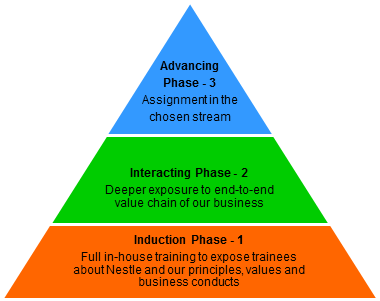 Advancing
Phase - 3
Assignment in the
chosen stream
Interacting Phase - 2
Deeper exposure to end-to-end
value chain of our business
Induction Phase - 1
Full in-house training to expose trainees
about Nestle and our principles, values and
business conducts